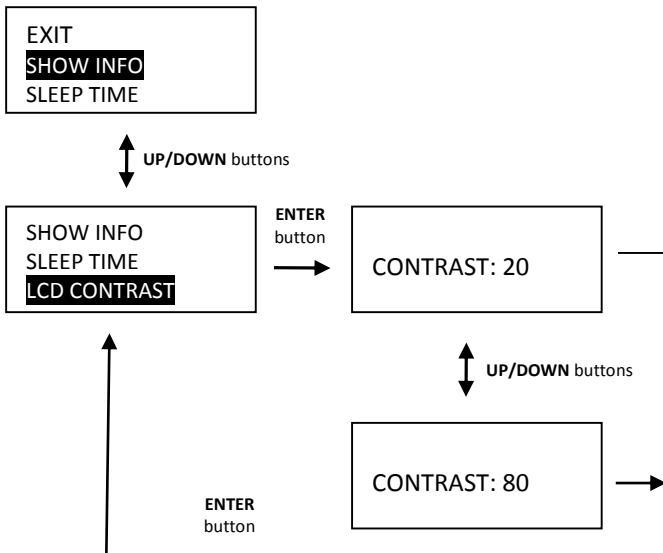 EXIT
SHOW INFO
SLEEP TIME
UP/DOWN buttons
SHOW INFO
SLEEP TIME
LCD CONTRAST
ENTER
button
CONTRAST: 20
UP/DOWN buttons
CONTRAST: 80
ENTER
button